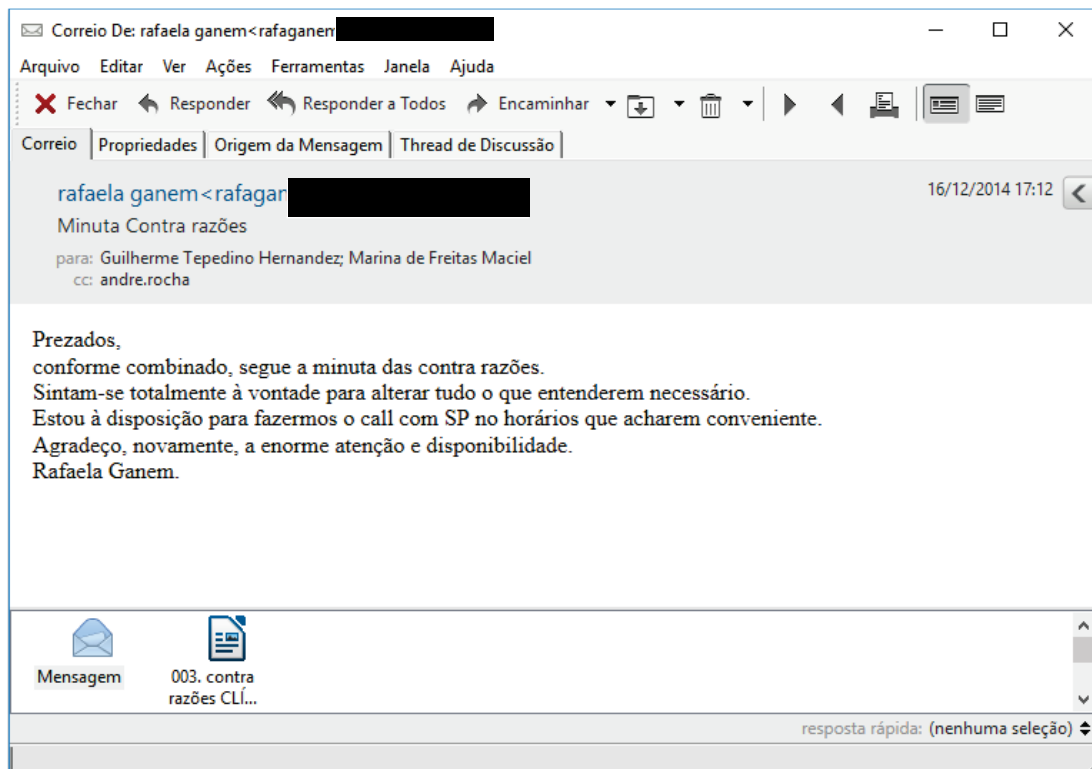 Correio De: rafaela ganem<rafaganem
Arquivo Editar Ver Ações Ferramentas Janela Ajuda
Fechar Responder Responder a Todos Encaminhar
Correio Propriedades Origem da Mensagem Thread de Discussão
rafaela ganem<rafagan
16/12/2014 17:12
Minuta Contra razões
para: Guilherme Tepedino Hernandez; Marina de Freitas Maciel
cc: andre.rocha
Prezados,
conforme combinado, segue a minuta das contra razões.
Sintam-se totalmente à vontade para alterar tudo o que entenderem necessário.
Estou à disposição para fazermos o call com SP no horários que acharem conveniente.
Agradeço, novamente, a enorme atenção e disponibilidade.
Rafaela Ganem.
Mensagem
003. contra
razões CLÍ...
resposta rápida: (nenhuma seleção)